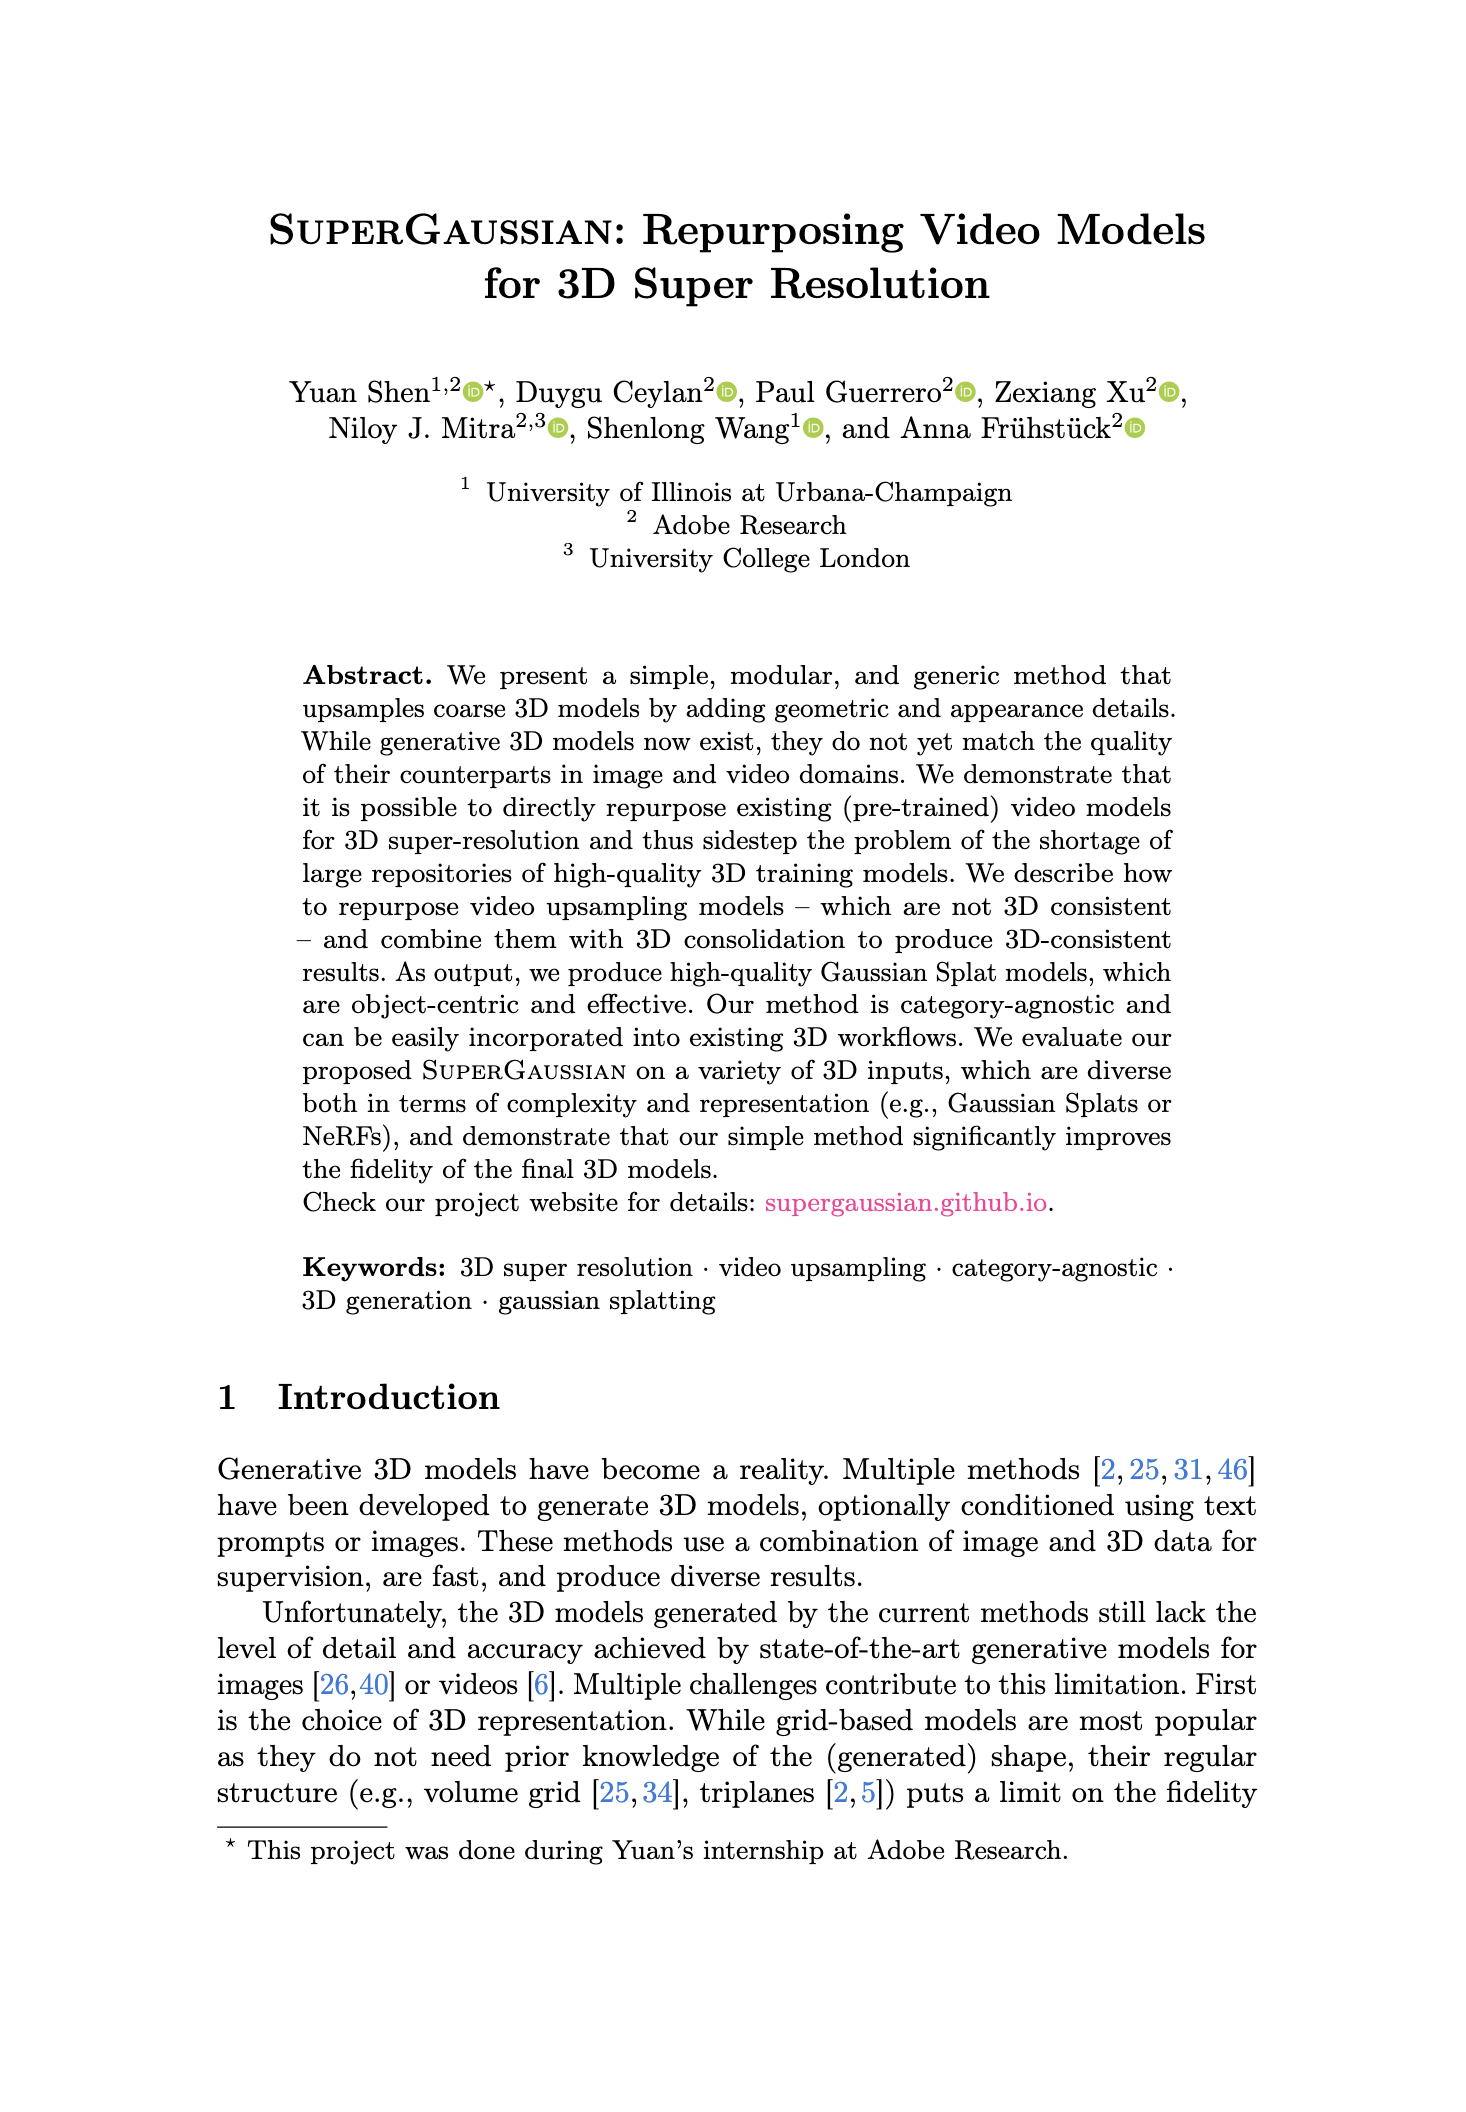 SUPERGAUSSIAN: Repurposing Video Models
for 3D Super Resolution
Yuan Shen1,2⋆, Duygu Ceylan2, Paul Guerrero2, Zexiang Xu2,
Niloy J. Mitra2,3, Shenlong Wang1, and Anna Frühstück2
1 University of Illinois at Urbana-Champaign
2 Adobe Research
3 University College London
Abstract. We present a simple, modular, and generic method that
upsamples coarse 3D models by adding geometric and appearance details.
While generative 3D models now exist, they do not yet match the quality
of their counterparts in image and video domains. We demonstrate that
it is possible to directly repurpose existing (pre-trained) video models
for 3D super-resolution and thus sidestep the problem of the shortage of
large repositories of high-quality 3D training models. We describe how
to repurpose video upsampling models – which are not 3D consistent
– and combine them with 3D consolidation to produce 3D-consistent
results. As output, we produce high-quality Gaussian Splat models, which
are object-centric and effective. Our method is category-agnostic and
can be easily incorporated into existing 3D workflows. We evaluate our
proposed SUPERGAUSSIAN on a variety of 3D inputs, which are diverse
both in terms of complexity and representation (e.g., Gaussian Splats or
NeRFs), and demonstrate that our simple method significantly improves
the fidelity of the final 3D models.
Check our project website for details: supergaussian.github.io.
Keywords: 3D super resolution · video upsampling · category-agnostic ·
3D generation · gaussian splatting
1 Introduction
Generative 3D models have become a reality. Multiple methods [2, 25, 31, 46]
have been developed to generate 3D models, optionally conditioned using text
prompts or images. These methods use a combination of image and 3D data for
supervision, are fast, and produce diverse results.
Unfortunately, the 3D models generated by the current methods still lack the
level of detail and accuracy achieved by state-of-the-art generative models for
images [26,40] or videos [6]. Multiple challenges contribute to this limitation. First
is the choice of 3D representation. While grid-based models are most popular
as they do not need prior knowledge of the (generated) shape, their regular
structure (e.g., volume grid [25,34], triplanes [2,5]) puts a limit on the fidelity
⋆ This project was done during Yuan's internship at Adobe Research.